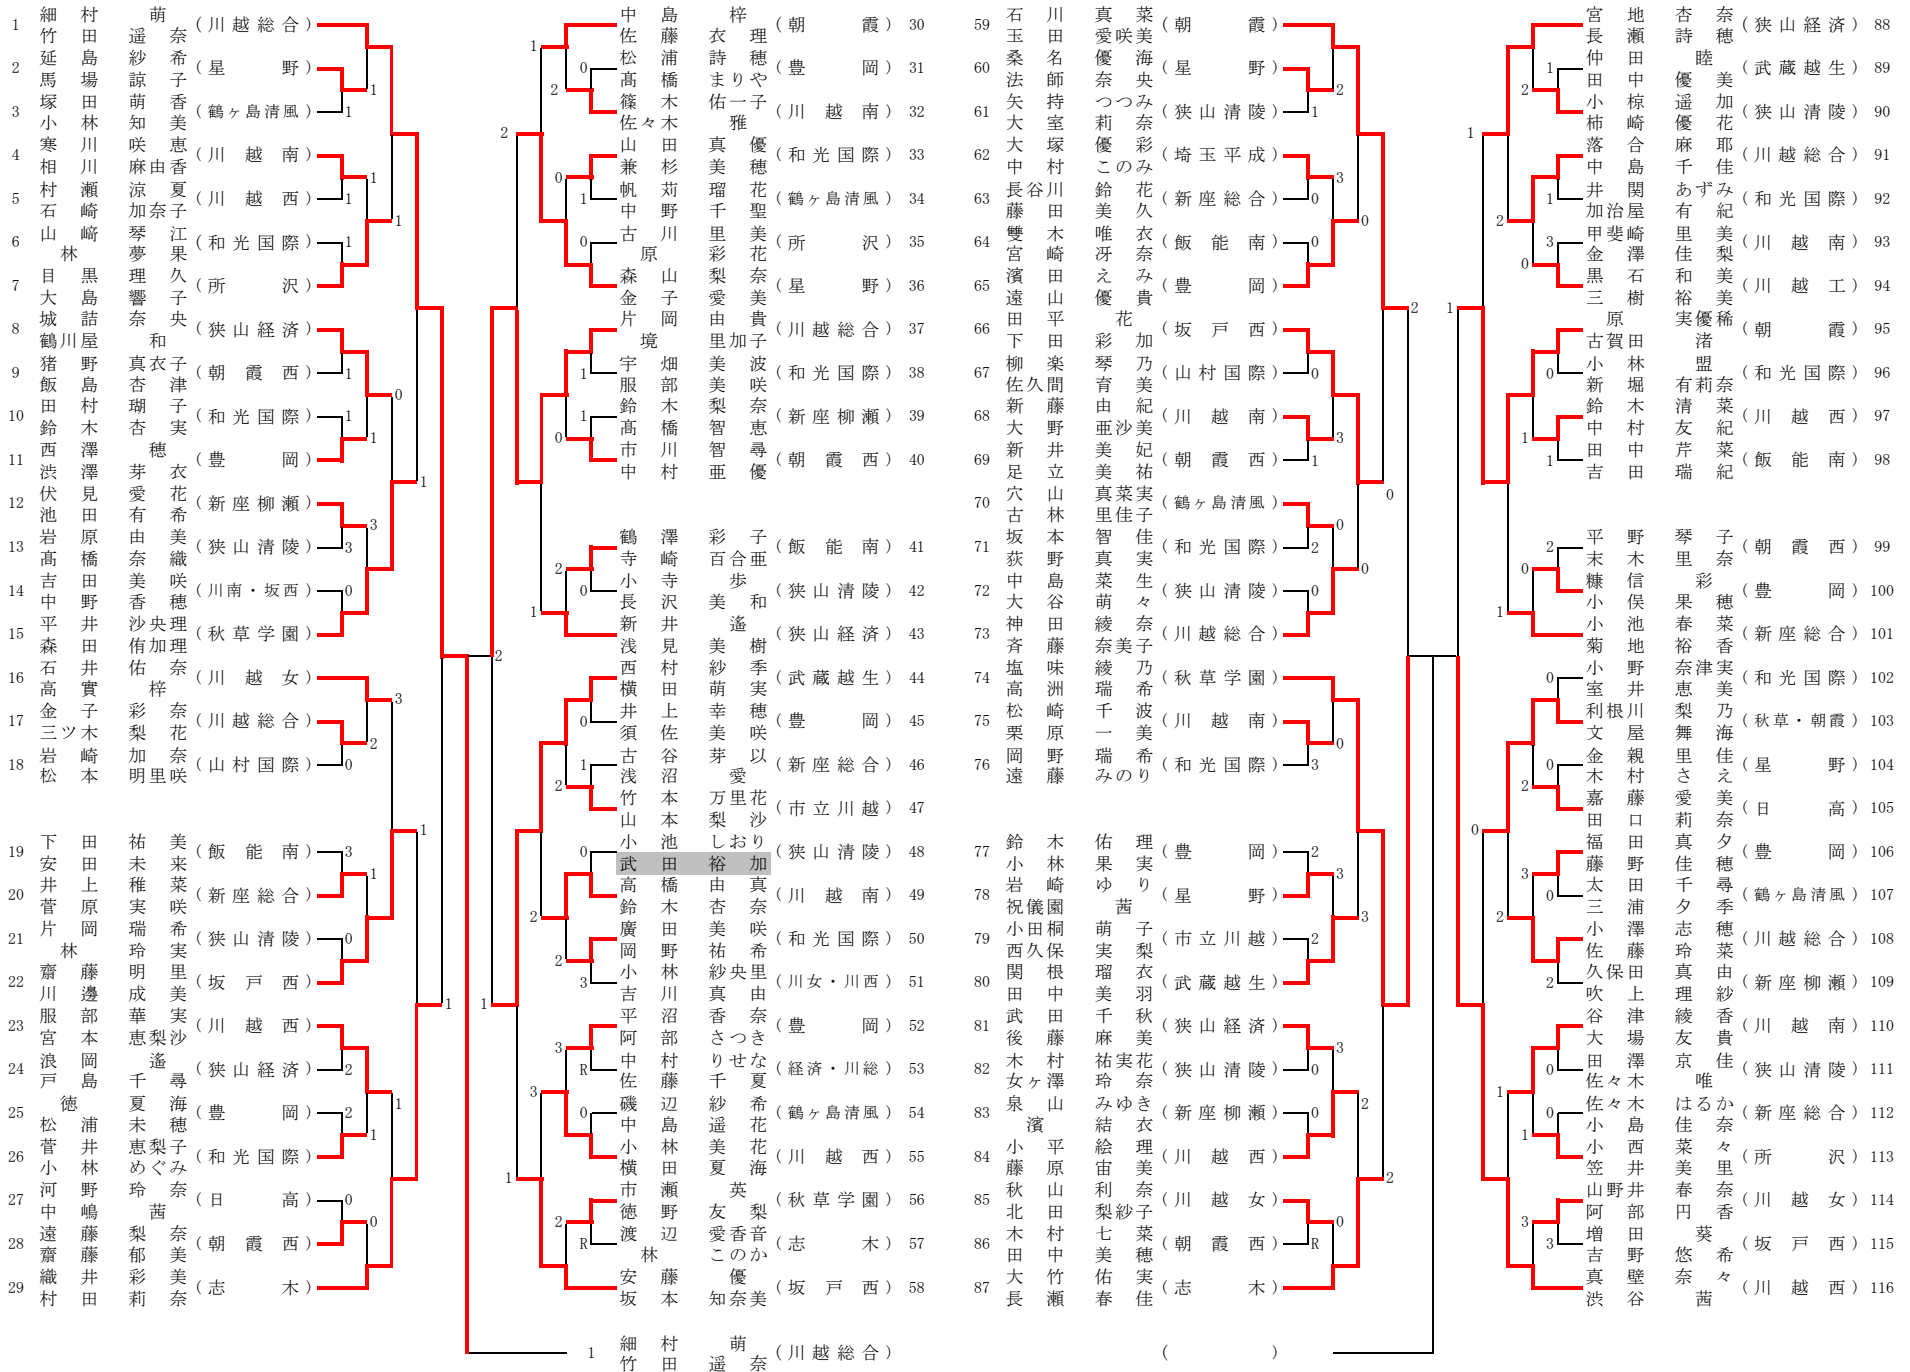 1 細村 萌 (川越総合)
竹田 遥奈
2 延島 紗希 (星野)
馬場 諒子
3 塚田 萌香 (鶴ヶ島清風) 1
小林 知美
4 寒川 咲恵 (川越南)
相川 麻由香
5 村瀬 涼夏 (川越西) 1
石崎 加奈子
6 山﨑 琴江 (和光国際) 1
林 夢果
7 目黒 理久 (所沢)
大島 響子
8 城詰 奈央 (狭山経済)
鶴川屋 和
9 猪野 真衣子 (朝霞西) 1
飯島 杏津
10 田村 瑚子 (和光国際) 1
鈴木 杏実
11 西澤 穂 (豊岡)
渋澤 芽衣
12 伏見 愛花 (新座柳瀬)
池田 有希
13 岩原 由美 (狭山清陵) 3
髙橋 奈織
14 吉田 美咲 (川南・坂西) 0
中野 香穂
15 平井 沙央理 (秋草学園)
森田 侑加理
16 石井 佑奈 (川越女)
高實 梓
17 金子 彩奈 (川越総合)
三ツ木 梨花
18 岩崎 加奈 (山村国際) 0
松本 明里咲
19 下田 祐美 (飯能南) 3
安田 未来
20 井上 稚菜 (新座総合)
菅原 実咲
21 片岡 瑞希 (狭山清陵) 0
林 玲実
22 齋藤 明里 (坂戸西)
川邊 成美
23 服部 華実 (川越西)
宮本 恵梨沙
24 浪岡 遙 (狭山経済) 2
戸島 千尋
25 徳 夏海 (豊岡) 2
松浦 未穂
26 菅井 恵梨子 (和光国際)
小林 めぐみ
27 河野 玲奈 (日高) 0
中嶋 茜
28 遠藤 梨奈 (朝霞西)
齋藤 郁美
29 織井 彩美 (志木)
村田 莉奈
中島 梓 (朝霞) 30
佐藤 衣理
0 松浦 詩穂 (豊岡) 31
髙橋 まりや
篠木 佑一子 (川越南) 32
佐々木 雅
山田 真優 (和光国際) 33
兼杉 美穂
1 帆苅 瑠花 (鶴ヶ島清風) 34
中野 千聖
0 古川 里美 (所沢) 35
原 彩花
森山 梨奈 (星野) 36
金子 愛美
片岡 由貴 (川越総合) 37
境 里加子
1 宇畑 美波 (和光国際) 38
服部 美咲
1 鈴木 梨奈 (新座柳瀬) 39
髙橋 智恵
市川 智尋 (朝霞西) 40
中村 亜優
鶴澤 彩子 (飯能南) 41
寺崎 百合亜
0 小寺 歩 (狭山清陵) 42
長沢 美和
新井 遙 (狭山経済) 43
浅見 美樹
西村 紗季 (武蔵越生) 44
横田 萌実
0 井上 幸穂 (豊岡) 45
須佐 美咲
1 古谷 芽以 (新座総合) 46
浅沼 愛
竹本 万里花 (市立川越) 47
山本 梨沙
0 小池 しおり (狭山清陵) 48
武田 裕加
高橋 由真 (川越南) 49
鈴木 杏奈
廣田 美咲 (和光国際) 50
岡野 祐希
3 小林 紗央里 (川女・川西) 51
吉川 真由
平沼 香奈 (豊岡) 52
阿部 さつき
R 中村 りせな (経済・川総) 53
佐藤 千夏
0 磯辺 紗希 (鶴ヶ島清風) 54
中島 遥花
小林 美花 (川越西) 55
横田 夏海
市瀬 英 (秋草学園) 56
徳野 友梨
R 渡辺 愛香音 (志木) 57
林 このか
安藤 優 (坂戸西) 58
坂本 知奈美
59 石川 真菜 (朝霞)
玉田 愛咲美
60 桑名 優海 (星野)
法師 奈央
61 矢持 つつみ (狭山清陵) 1
大室 莉奈
62 大塚 優彩 (埼玉平成)
中村 このみ
63 長谷川 鈴花 (新座総合) 0
藤田 美久
64 雙木 唯衣 (飯能南) 0
宮崎 冴奈
65 濱田 えみ (豊岡)
遠山 優貴
66 田平 花 (坂戸西)
下田 彩加
67 柳楽 琴乃 (山村国際) 0
佐久間 育美
68 新藤 由紀 (川越南)
大野 亜沙美
69 新井 美妃 (朝霞西) 1
足立 美祐
70 穴山 真菜実 (鶴ヶ島清風)
古林 里佳子
71 坂本 智佳 (和光国際) 2
荻野 真実
72 中島 菜生 (狭山清陵) 0
大谷 萌々
73 神田 綾奈 (川越総合)
斉藤 奈美子
74 塩味 綾乃 (秋草学園)
高洲 瑞希
75 松崎 千波 (川越南)
栗原 一美
76 岡野 瑞希 (和光国際) 3
遠藤 みのり
77 鈴木 佑理 (豊岡) 2
小林 果実
78 岩崎 ゆり (星野)
祝儀園 茜
79 小田桐 萌子 (市立川越) 2
西久保 実梨
80 関根 瑠衣 (武蔵越生)
田中 美羽
81 武田 千秋 (狭山経済)
後藤 麻美
82 木村 祐実花 (狭山清陵) 0
女ヶ澤 玲奈
83 泉山 みゆき (新座柳瀬) 0
濱 結衣
84 小平 絵理 (川越西)
藤原 宙美
85 秋山 利奈 (川越女)
北田 梨紗子
86 木村 七菜 (朝霞西) R
田中 美穂
87 大竹 佑実 (志木)
長瀬 春佳
宮地 杏奈 (狭山経済) 88
長瀬 詩穂
1 仲田 睦 (武蔵越生) 89
田中 優美
小椋 遥加 (狭山清陵) 90
柿崎 優花
落合 麻耶 (川越総合) 91
中島 千佳
1 井関 あずみ (和光国際) 92
加治屋 有紀
3 甲斐崎 里美 (川越南) 93
金澤 佳梨
黒石 和美 (川越工) 94
三樹 裕美
原 実優稀 (朝霞) 95
古賀田 渚
0 小林 盟 (和光国際) 96
新堀 有莉奈
鈴木 清菜 (川越西) 97
中村 友紀
1 田中 芹菜 (飯能南) 98
吉田 瑞紀
2 平野 琴子 (朝霞西) 99
末木 里奈
糠信 彩 (豊岡) 100
小俣 果穂
小池 春菜 (新座総合) 101
菊地 裕香
0 小野 奈津実 (和光国際) 102
室井 恵美
利根川 梨乃 (秋草・朝霞) 103
文屋 舞海
0 金親 里佳 (星野) 104
木村 さえ
嘉藤 愛美 (日高) 105
田口 莉奈
福田 真夕 (豊岡) 106
藤野 佳穂
0 太田 千尋 (鶴ヶ島清風) 107
三浦 夕季
小澤 志穂 (川越総合) 108
佐藤 玲菜
2 久保田 真由 (新座柳瀬) 109
吹上 理紗
谷津 綾香 (川越南) 110
大場 友貴
0 田澤 京佳 (狭山清陵) 111
佐々木 唯
0 佐々木 はるか (新座総合) 112
小島 佳奈
小西 菜々 (所沢) 113
笠井 美里
山野井 春奈 (川越女) 114
阿部 円香
3 増田 葵 (坂戸西) 115
吉野 悠希
真壁 奈々 (川越西) 116
渋谷 茜
1 細村 萌 (川越総合)
竹田 遥奈
( )